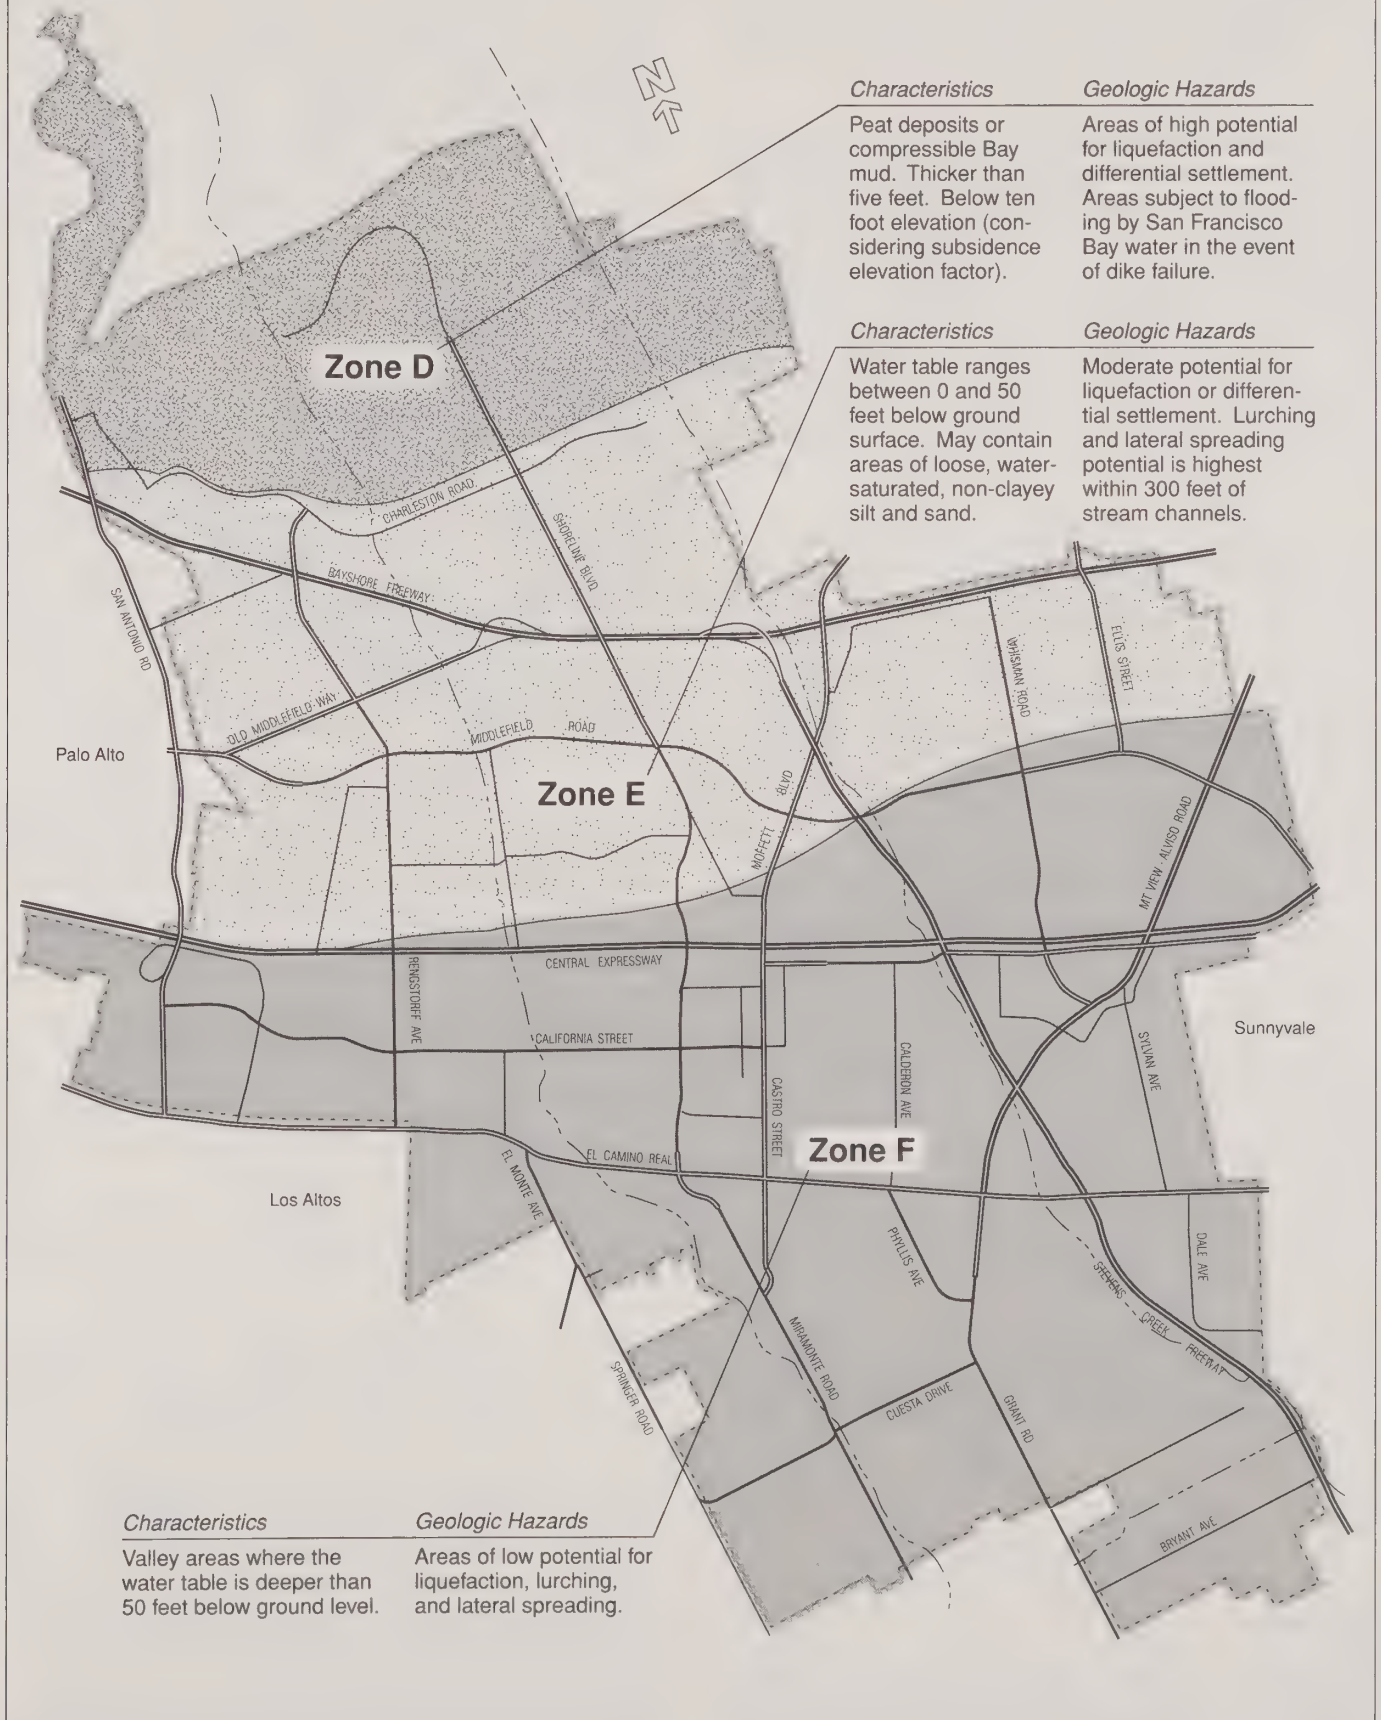 N
Characteristics
Geologic Hazards
Peat deposits or
compressible Bay
mud. Thicker than
five feet. Below ten
foot elevation (con-
sidering subsidence
elevation factor).
Areas of high potential
for liquefaction and
differential settlement.
Areas subject to flood-
ing by San Francisco
Bay water in the event
of dike failure.
Characteristics
Geologic Hazards
Water table ranges
between 0 and 50
feet below ground
surface. May contain
areas of loose, water-
saturated, non-clayey
silt and sand.
Moderate potential for
liquefaction or differen-
tial settlement. Lurching
and lateral spreading
potential is highest
within 300 feet of
stream channels.
Zone D
CHARLESTON ROAD
SHORELINE BLVD
BAYSHORE FREEWAY
SAN ANTONIO RD
WHISMAN ROAD
ELLIS STREET
OLD MIDDLEFIELD WAY
MIDDLEFIELD ROAD
Palo Alto
Zone E
MOFFETT BLVD
MT VIEW - ALVISO ROAD
CENTRAL EXPRESSWAY
RENGSTORFF AVE
CALIFORNIA STREET
Sunnyvale
CALDERON AVE
SYLVAN AVE
CASTRO STREET
Zone F
EL CAMINO REAL
EL MONTE AVE
Los Altos
PHYLLIS AVE
DALE AVE
STEVENS CREEK FREEWAY
MIRAMONTE ROAD
SPRINGER ROAD
CUESTA DRIVE
GRANT RD
BRYANT AVE
Characteristics
Geologic Hazards
Valley areas where the
water table is deeper than
50 feet below ground level.
Areas of low potential for
liquefaction, lurching,
and lateral spreading.